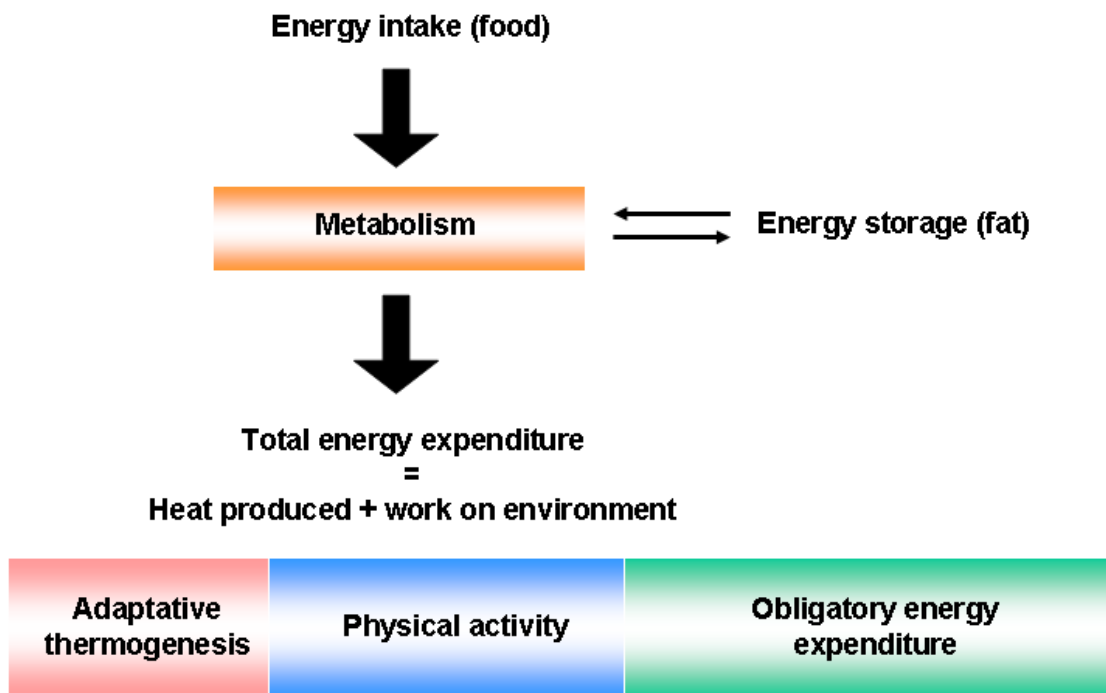 Energy intake (food)
Metabolism
Energy storage (fat)
Total energy expenditure
=
Heat produced + work on environment
Adaptative
thermogenesis
Physical activity
Obligatory energy
expenditure